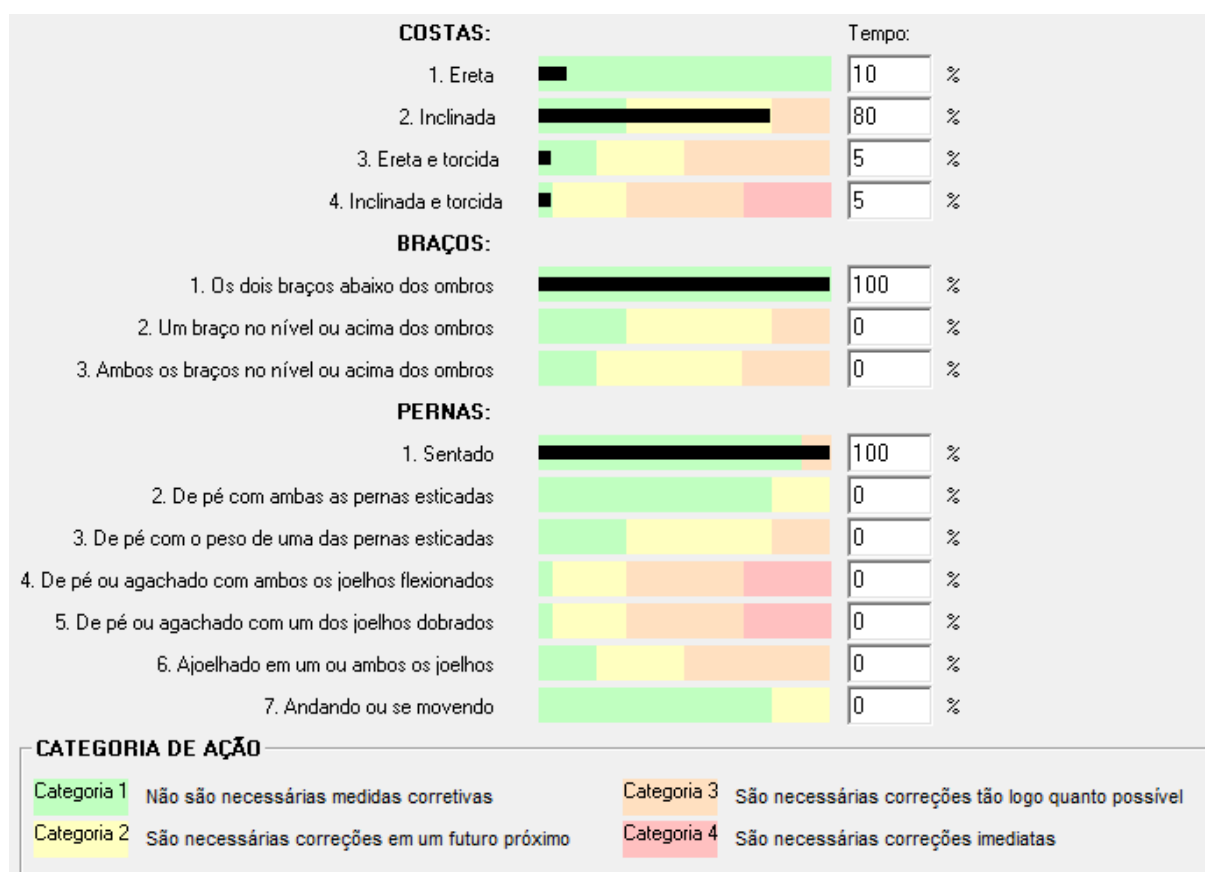 COSTAS: Tempo:
1. Ereta 10 %
2. Inclinada 80 %
3. Ereta e torcida 5 %
4. Inclinada e torcida 5 %
BRAÇOS:
1. Os dois braços abaixo dos ombros 100 %
2. Um braço no nível ou acima dos ombros 0 %
3. Ambos os braços no nível ou acima dos ombros 0 %
PERNAS:
1. Sentado 100 %
2. De pé com ambas as pernas esticadas 0 %
3. De pé com o peso de uma das pernas esticadas 0 %
4. De pé ou agachado com ambos os joelhos flexionados 0 %
5. De pé ou agachado com um dos joelhos dobrados 0 %
6. Ajoelhado em um ou ambos os joelhos 0 %
7. Andando ou se movendo 0 %
CATEGORIA DE AÇÃO
Categoria 1 Não são necessárias medidas corretivas
Categoria 2 São necessárias correções em um futuro próximo
Categoria 3 São necessárias correções tão logo quanto possível
Categoria 4 São necessárias correções imediatas